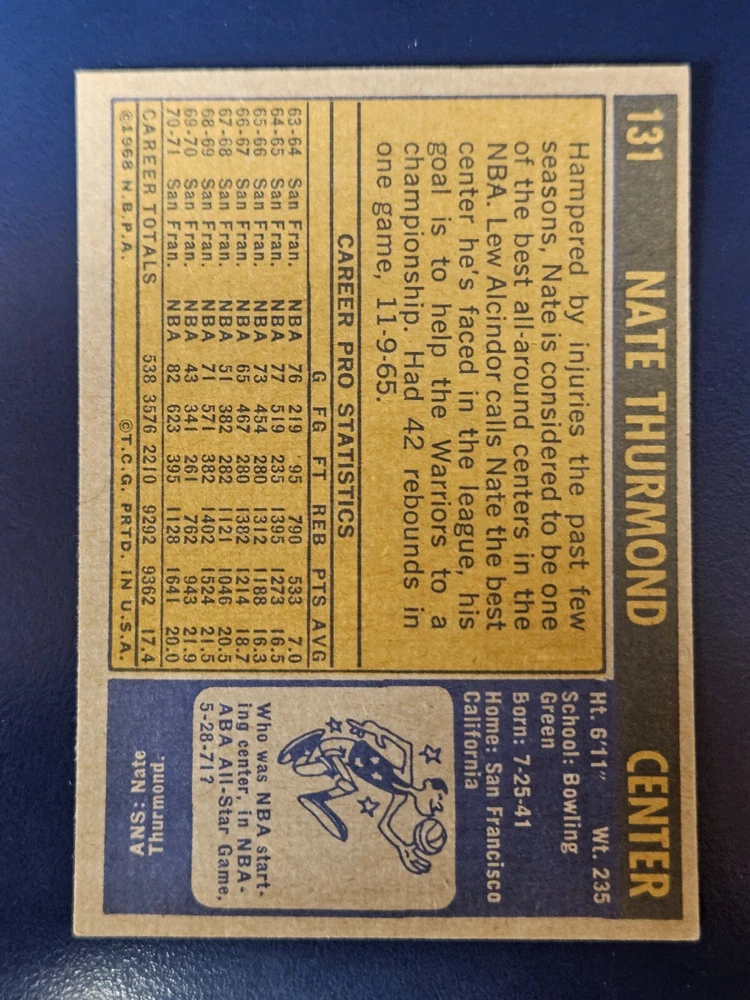 131 NATE THURMOND CENTER
Hampered by injuries the past few
seasons, Nate is considered to be one
of the best all-around centers in the
NBA. Lew Alcindor calls Nate the best
center he's faced in the league, his
goal is to help the Warriors to a
championship. Had 42 rebounds in
one game, 11-9-65.
CAREER PRO STATISTICS
G FG FT REB PTS AVG
63-64 San Fran. NBA 76 219 95 790 533 7.0
64-65 San Fran. NBA 77 519 235 1395 1273 16.5
65-66 San Fran. NBA 73 454 280 1312 1188 16.3
66-67 San Fran. NBA 65 467 280 1382 1214 18.7
67-68 San Fran. NBA 51 382 282 1121 1046 20.5
68-69 San Fran. NBA 71 571 382 1402 1524 21.5
69-70 San Fran. NBA 43 341 261 762 943 21.9
70-71 San Fran. NBA 82 623 395 1128 1641 20.0
CAREER TOTALS 538 3576 2210 9292 9362 17.4
©1968 N.B.P.A. ©T.C.G. PRTD. IN U.S.A.
Ht. 6'11" Wt. 235
School: Bowling
Green
Born: 7-25-41
Home: San Francisco
California
Who was NBA start-
ing center, in NBA-
ABA All-Star Game,
5-28-71?
ANS: Nate
Thurmond.